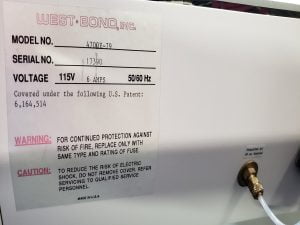 WEST·BOND, INC.
MODEL NO. 4700E-79
SERIAL NO. 17390
VOLTAGE 115V 6 AMPS 50/60 Hz
Covered under the following U.S. Patent:
6,164,514
WARNING: FOR CONTINUED PROTECTION AGAINST
RISK OF FIRE, REPLACE ONLY WITH
SAME TYPE AND RATING OF FUSE
CAUTION: TO REDUCE THE RISK OF ELECTRIC
SHOCK, DO NOT REMOVE COVER. REFER
SERVICING TO QUALIFIED SERVICE
PERSONNEL.